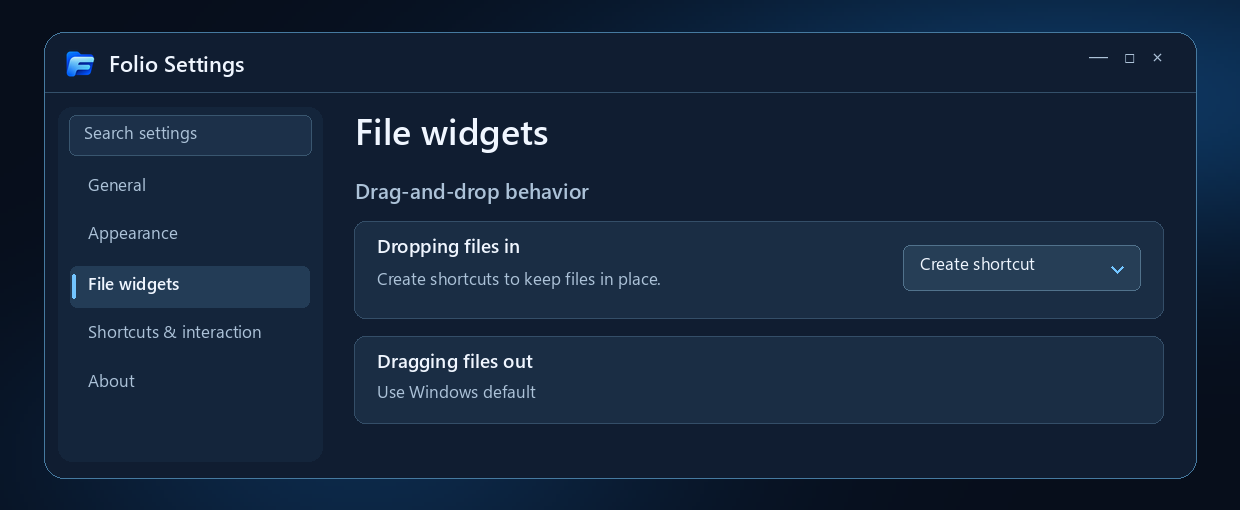 Folio Settings
Search settings
General
Appearance
File widgets
Shortcuts & interaction
About
File widgets
Drag-and-drop behavior
Dropping files in
Create shortcuts to keep files in place.
Create shortcut
Dragging files out
Use Windows default